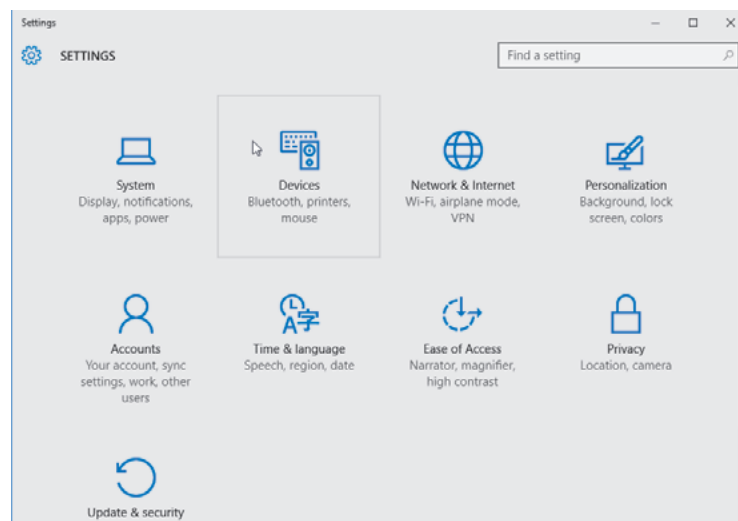 Settings
SETTINGS
Find a setting
System
Display, notifications,
apps, power
Devices
Bluetooth, printers,
mouse
Network & Internet
Wi-Fi, airplane mode,
VPN
Personalization
Background, lock
screen, colors
Accounts
Your account, sync
settings, work, other
users
Time & language
Speech, region, date
Ease of Access
Narrator, magnifier,
high contrast
Privacy
Location, camera
Update & security